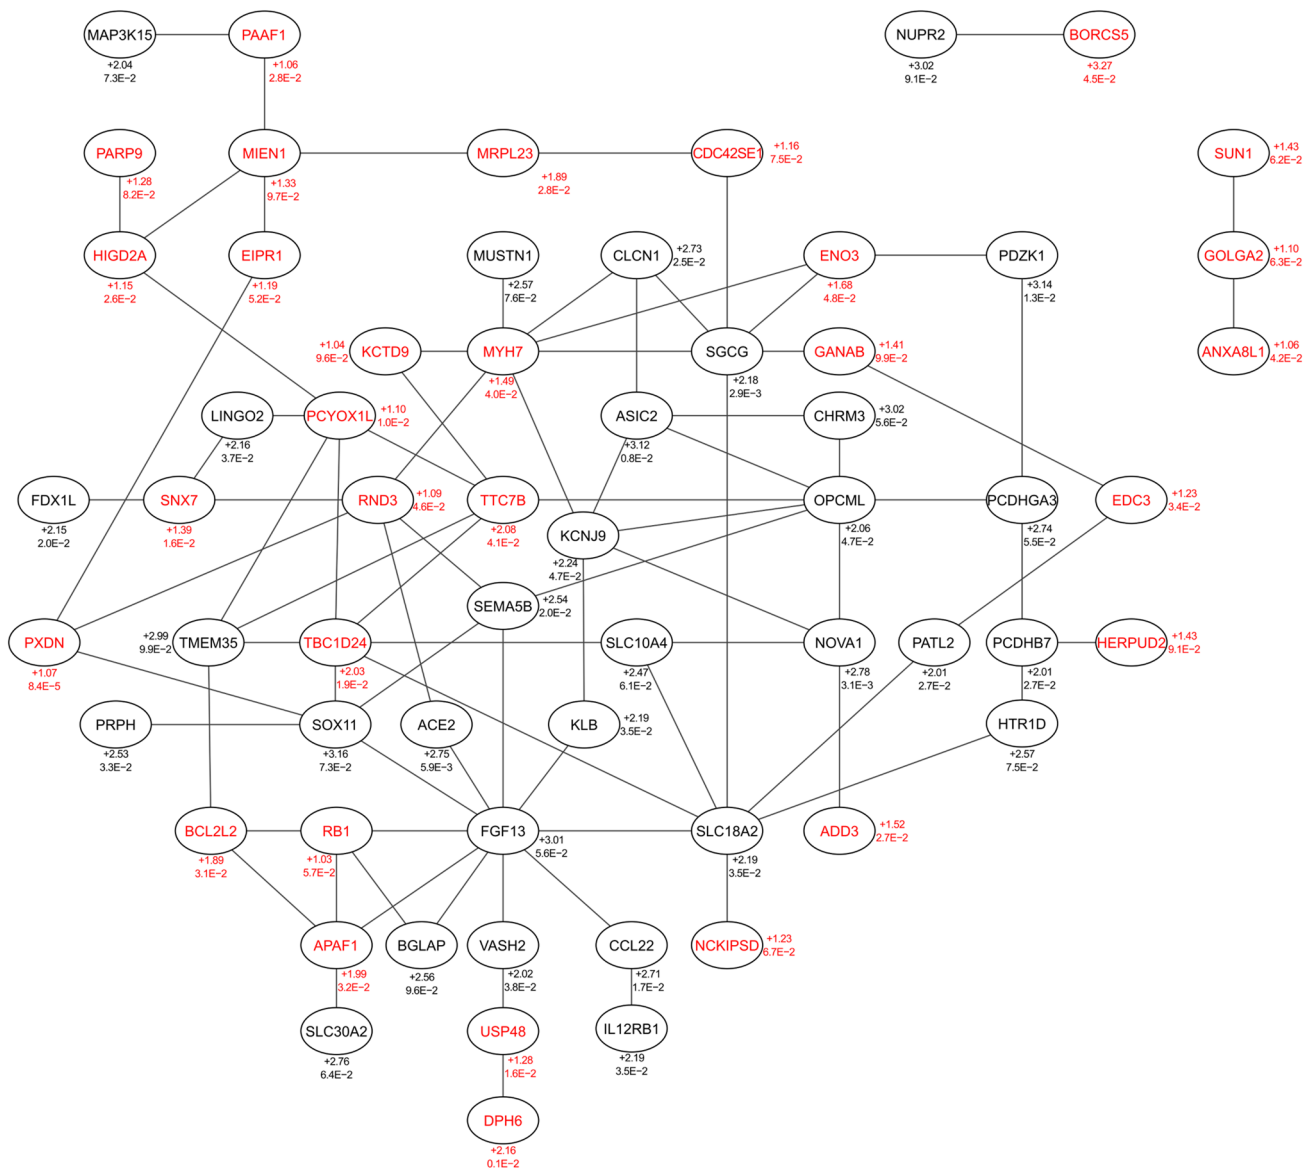 MAP3K15
+2.04
7.3E−2
PAAF1
+1.06
2.8E−2
NUPR2
+3.02
9.1E−2
BORCS5
+3.27
4.5E−2
PARP9
+1.28
8.2E−2
MIEN1
+1.33
9.7E−2
MRPL23
+1.89
2.8E−2
CDC42SE1
+1.16
7.5E−2
SUN1
+1.43
6.2E−2
HIGD2A
+1.15
2.6E−2
EIPR1
+1.19
5.2E−2
MUSTN1
+2.57
7.6E−2
CLCN1
+2.73
2.5E−2
ENO3
+1.68
4.8E−2
PDZK1
+3.14
1.3E−2
GOLGA2
+1.10
6.3E−2
+1.04
9.6E−2
KCTD9
MYH7
+1.49
4.0E−2
SGCG
+2.18
2.9E−3
GANAB
+1.41
9.9E−2
ANXA8L1
+1.06
4.2E−2
LINGO2
+2.16
3.7E−2
PCYOX1L
+1.10
1.0E−2
ASIC2
+3.12
0.8E−2
CHRM3
+3.02
5.6E−2
FDX1L
+2.15
2.0E−2
SNX7
+1.39
1.6E−2
RND3
+1.09
4.6E−2
TTC7B
+2.08
4.1E−2
KCNJ9
+2.24
4.7E−2
OPCML
+2.06
4.7E−2
PCDHGA3
+2.74
5.5E−2
EDC3
+1.23
3.4E−2
SEMA5B
+2.54
2.0E−2
PXDN
+1.07
8.4E−5
+2.99
9.9E−2
TMEM35
TBC1D24
+2.03
1.9E−2
SLC10A4
+2.47
6.1E−2
NOVA1
+2.78
3.1E−3
PATL2
+2.01
2.7E−2
PCDHB7
+2.01
2.7E−2
HERPUD2
+1.43
9.1E−2
PRPH
+2.53
3.3E−2
SOX11
+3.16
7.3E−2
ACE2
+2.75
5.9E−3
KLB
+2.19
3.5E−2
HTR1D
+2.57
7.5E−2
BCL2L2
+1.89
3.1E−2
RB1
+1.03
5.7E−2
FGF13
+3.01
5.6E−2
SLC18A2
+2.19
3.5E−2
ADD3
+1.52
2.7E−2
APAF1
+1.99
3.2E−2
BGLAP
+2.56
9.6E−2
VASH2
+2.02
3.8E−2
CCL22
+2.71
1.7E−2
NCKIPSD
+1.23
6.7E−2
SLC30A2
+2.76
6.4E−2
USP48
+1.28
1.6E−2
IL12RB1
+2.19
3.5E−2
DPH6
+2.16
0.1E−2